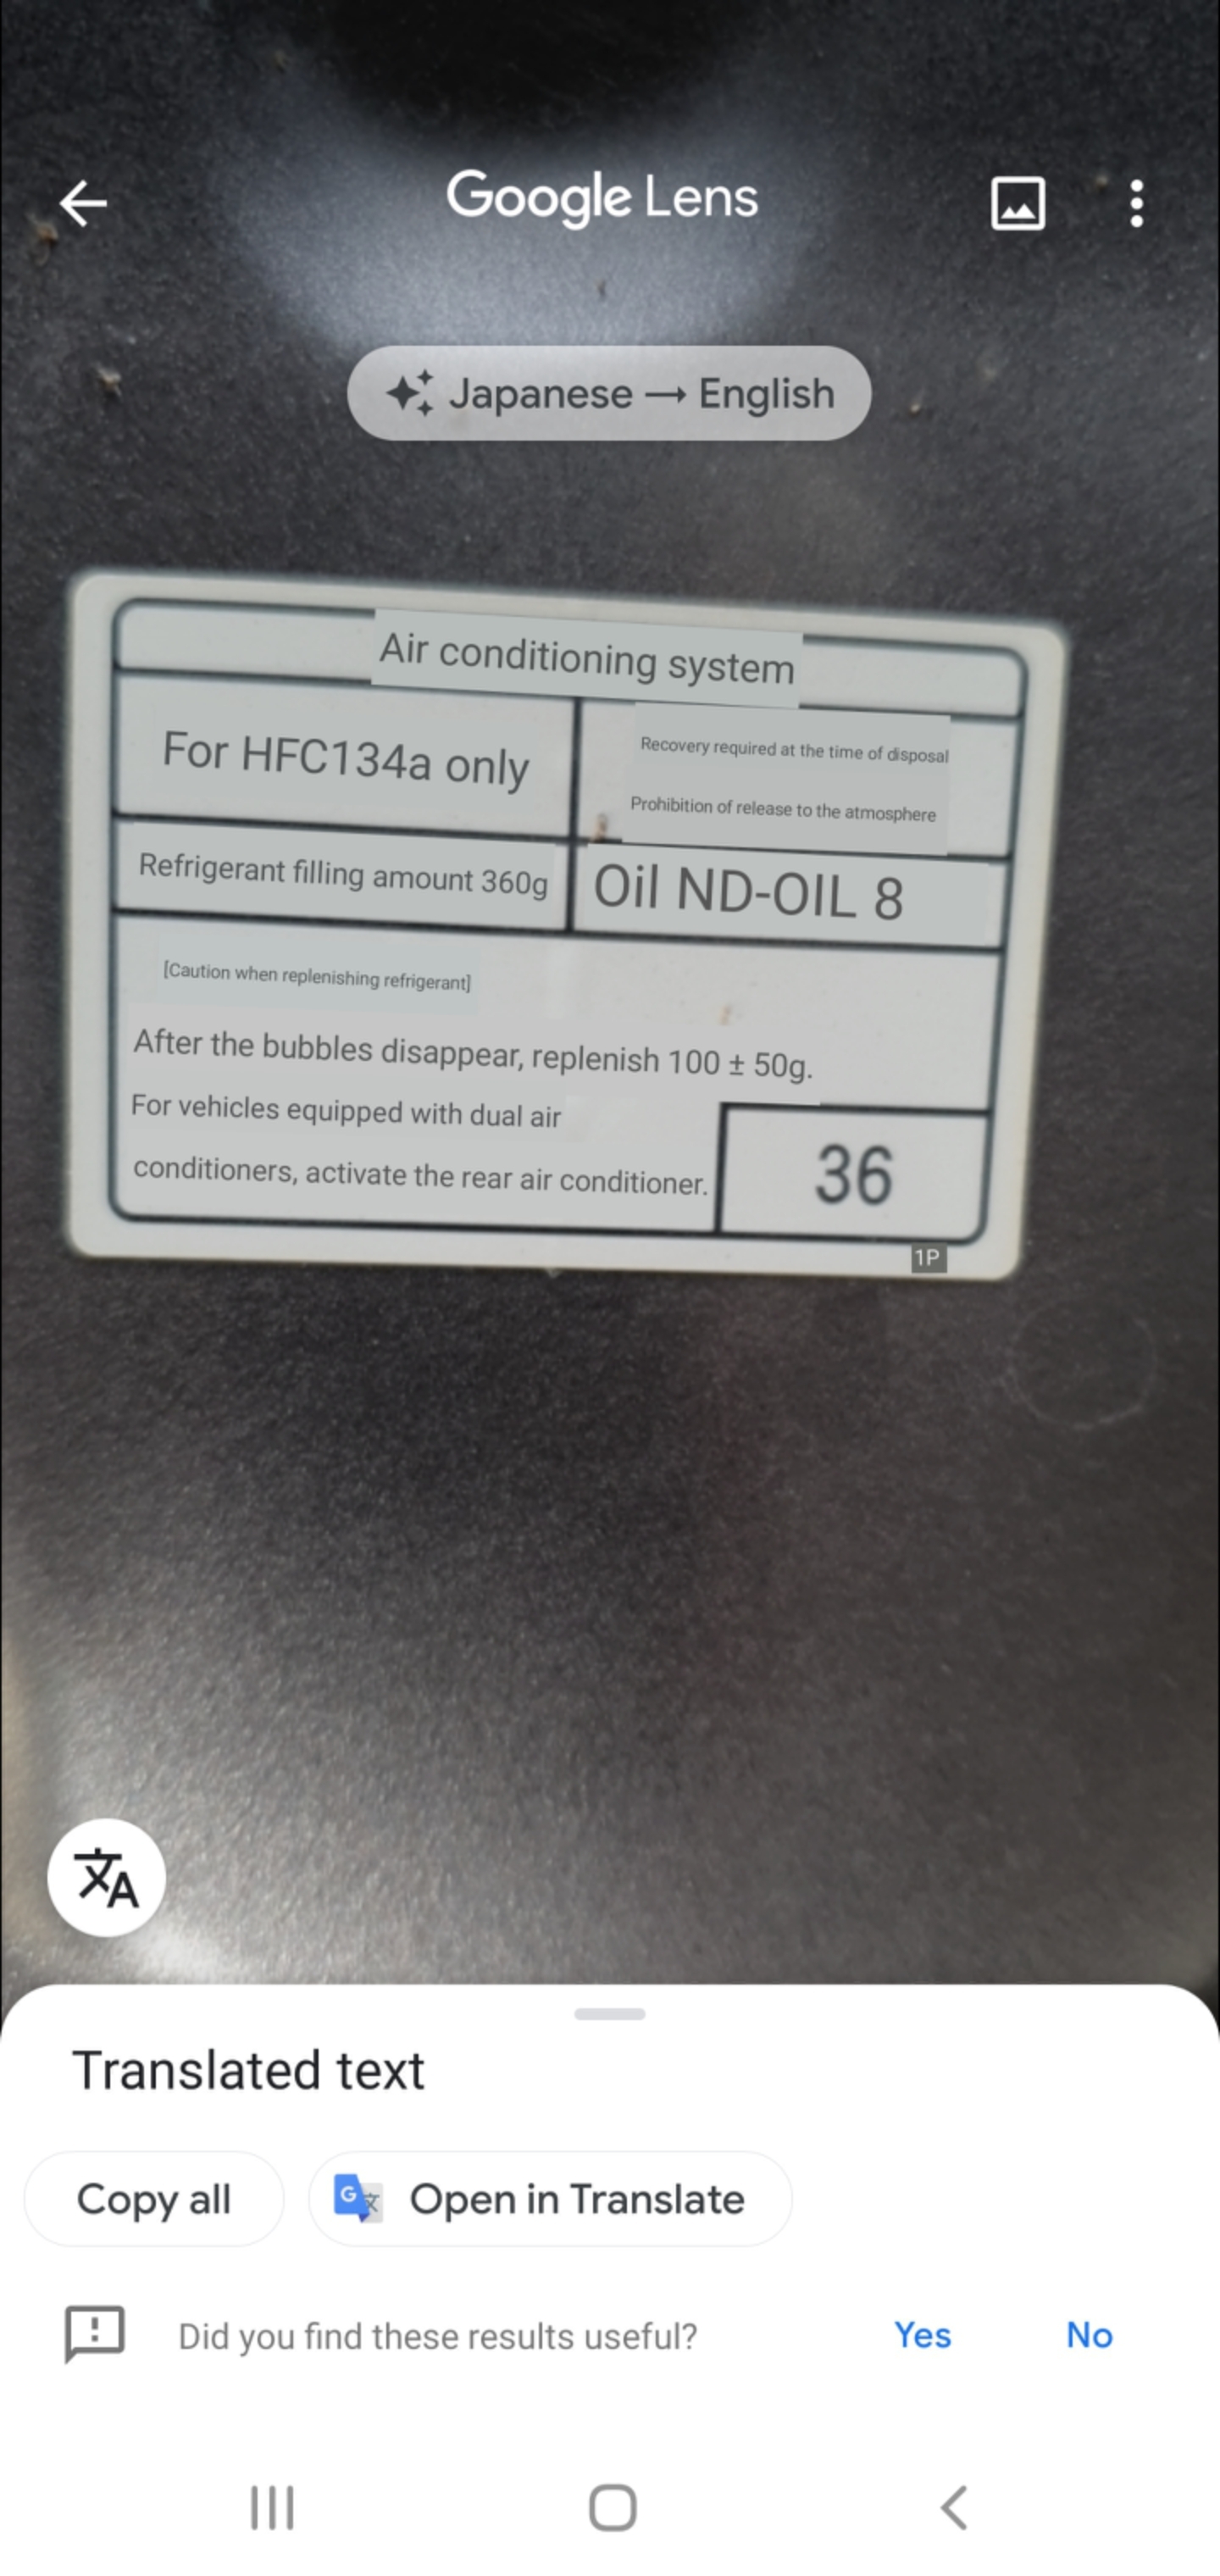 Google Lens
Japanese → English
Air conditioning system
For HFC134a only
Recovery required at the time of disposal
Prohibition of release to the atmosphere
Refrigerant filling amount 360g
Oil ND-OIL 8
[Caution when replenishing refrigerant]
After the bubbles disappear, replenish 100 ± 50g.
For vehicles equipped with dual air
conditioners, activate the rear air conditioner.
36
1P
Translated text
Copy all
Open in Translate
Did you find these results useful?
Yes
No